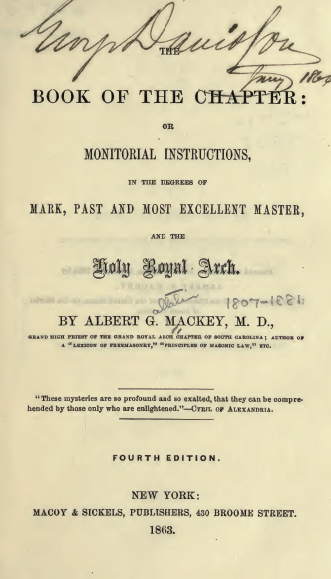 George Davidson
THE
Jany 1864
BOOK OF THE CHAPTER:
OR
MONITORIAL INSTRUCTIONS,
IN THE DEGREES OF
MARK, PAST AND MOST EXCELLENT MASTER,
AND THE
Holy Royal Arch.
1807-1881
BY ALBERT G. MACKEY, M. D.,
GRAND HIGH PRIEST OF THE GRAND ROYAL ARCH CHAPTER OF SOUTH CAROLINA; AUTHOR OF
A "LEXICON OF FREEMASONRY," "PRINCIPLES OF MASONIC LAW," ETC.
"These mysteries are so profound and so exalted, that they can be compre-
hended by those only who are enlightened."—CYRIL OF ALEXANDRIA.
FOURTH EDITION.
NEW YORK:
MACOY & SICKELS, PUBLISHERS, 430 BROOME STREET.
1863.